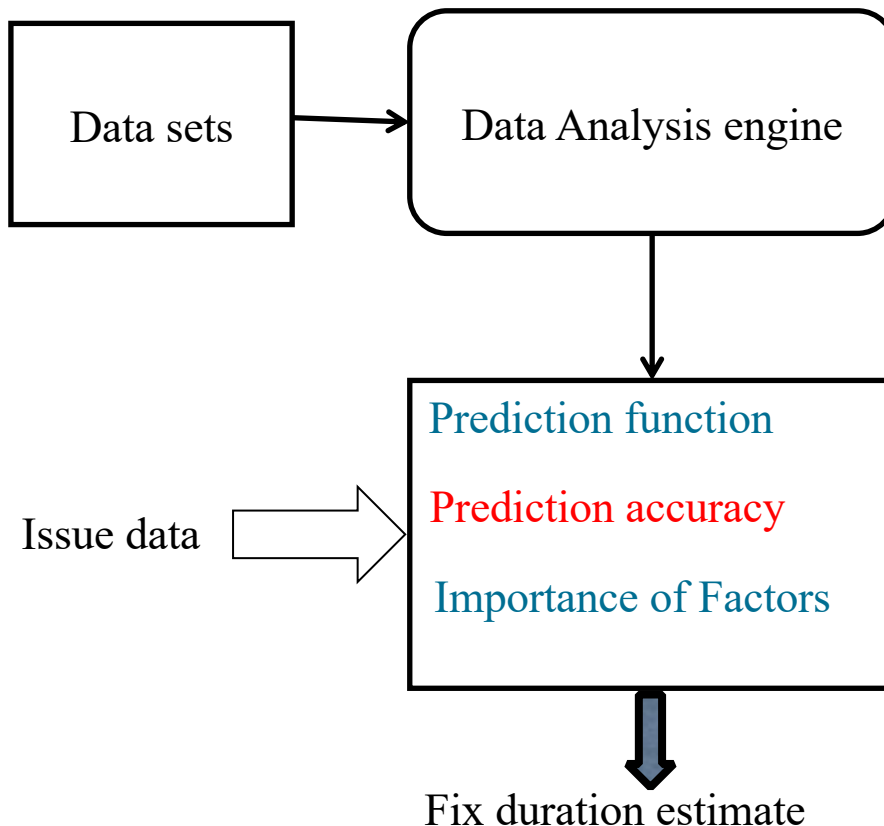 Data sets
Data Analysis engine
Prediction function
Prediction accuracy
Issue data
Importance of Factors
Fix duration estimate